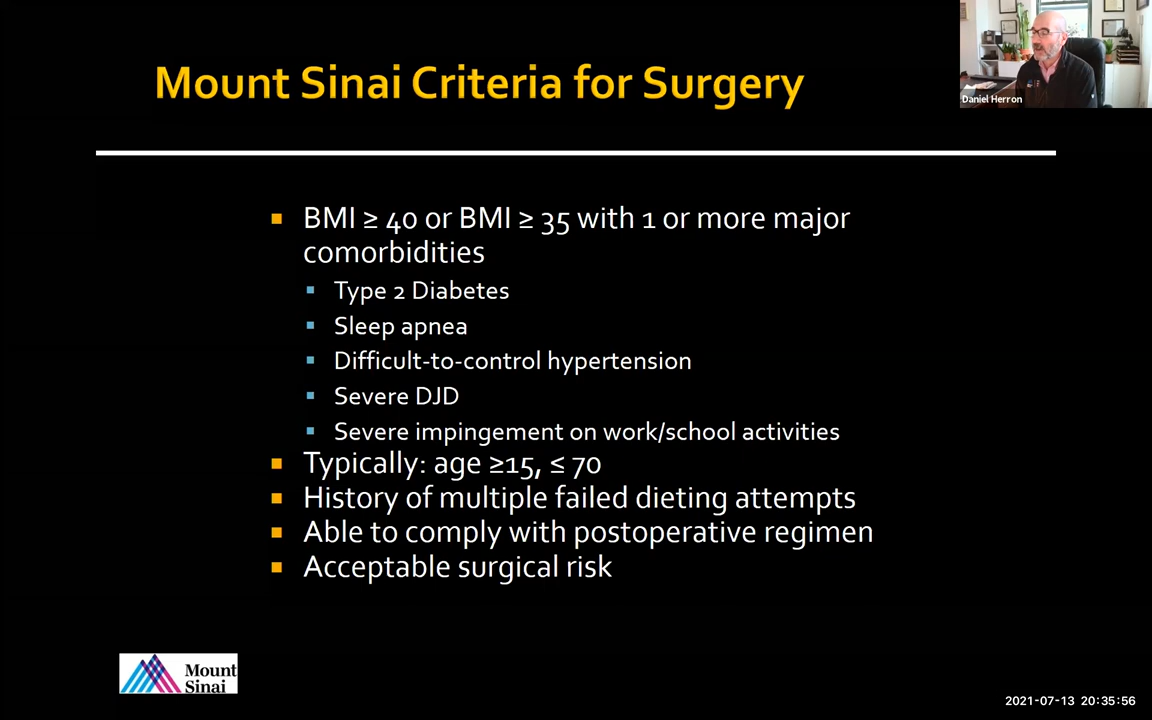 Mount Sinai Criteria for Surgery
Daniel Herron
BMI ≥ 40 or BMI ≥ 35 with 1 or more major
comorbidities
Type 2 Diabetes
Sleep apnea
Difficult-to-control hypertension
Severe DJD
Severe impingement on work/school activities
Typically: age ≥15, ≤ 70
History of multiple failed dieting attempts
Able to comply with postoperative regimen
Acceptable surgical risk
Mount
Sinai
2021-07-13 20:35:56